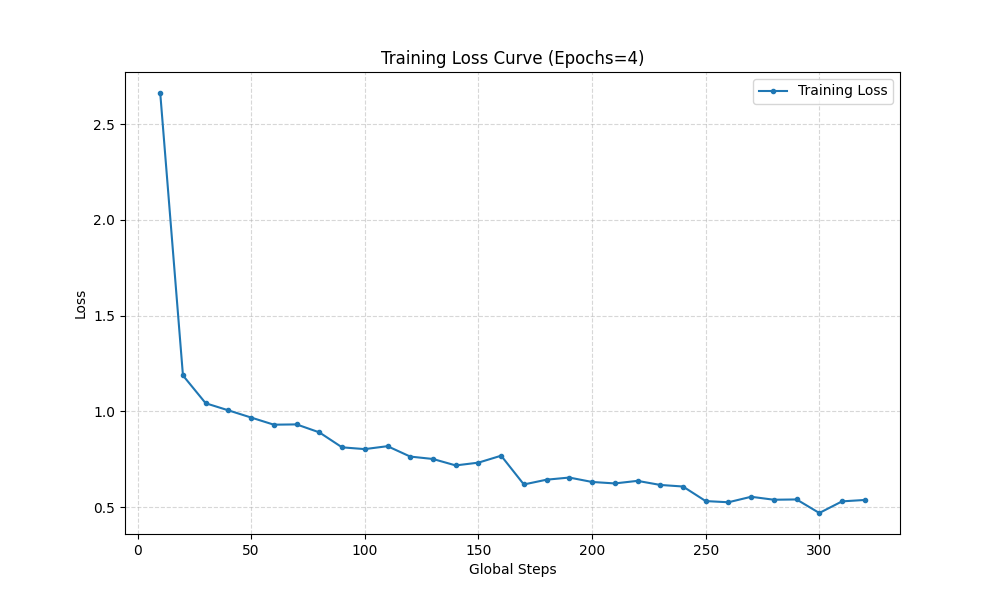 Training Loss Curve (Epochs=4)
Training Loss
2.5
2.0
1.5
1.0
0.5
Loss
0 50 100 150 200 250 300
Global Steps